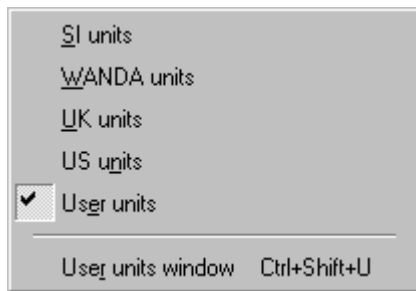 SI units
WANDA units
UK units
US units
User units
User units window Ctrl+Shift+U